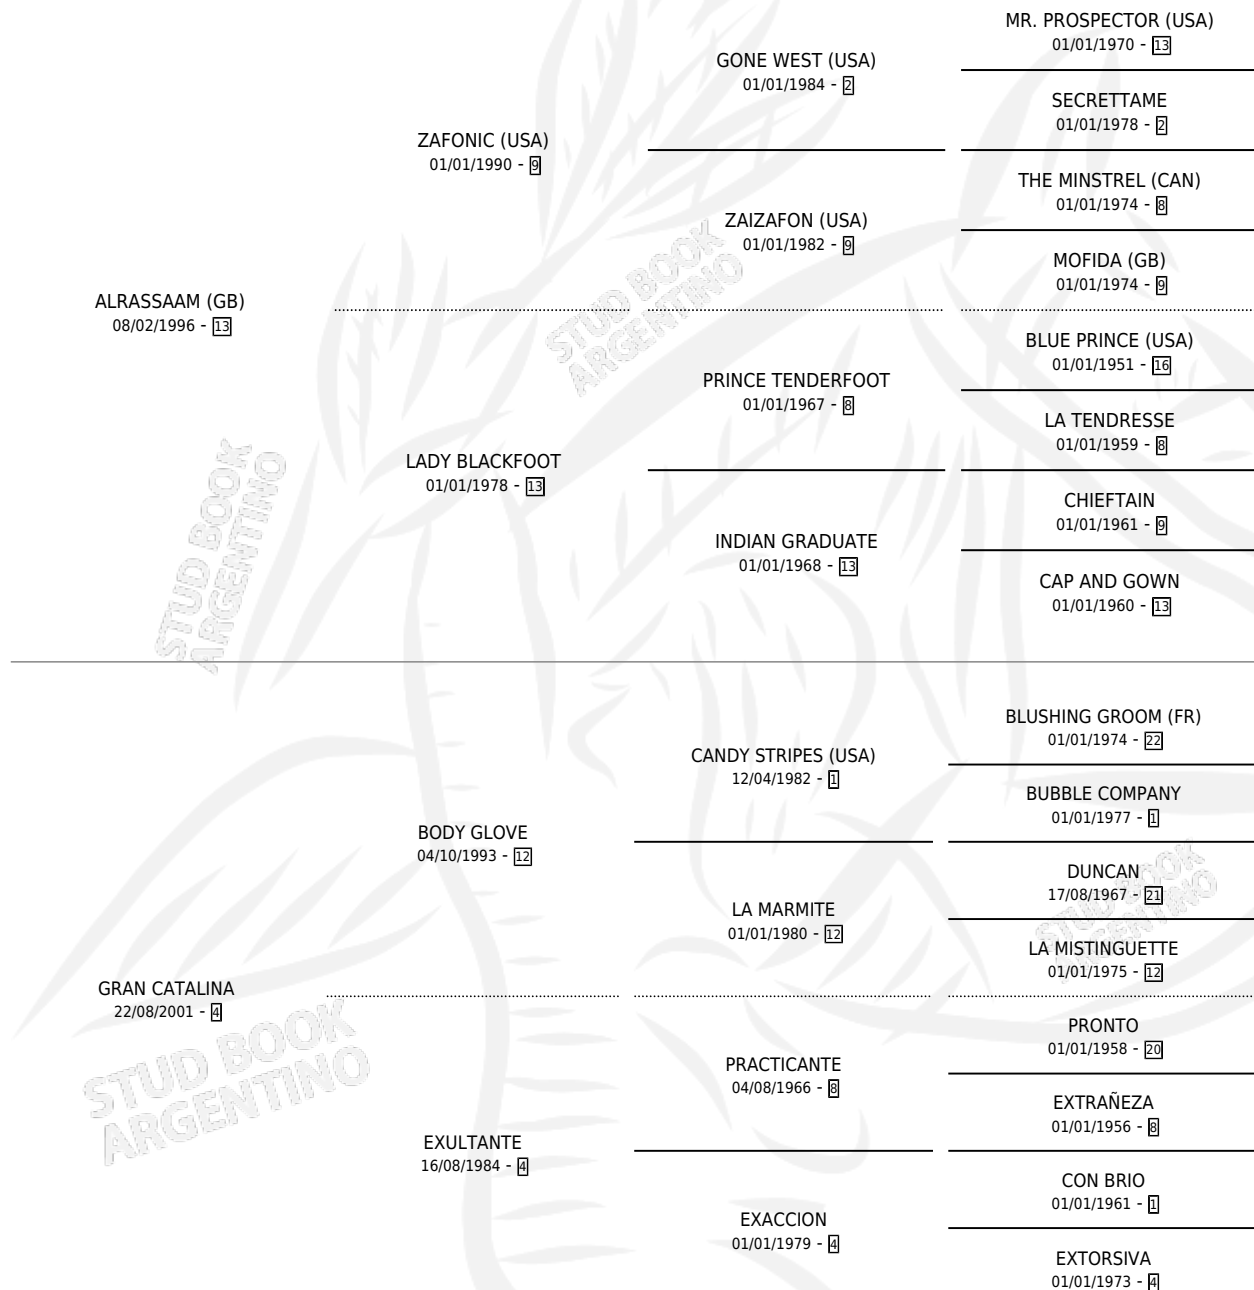 MR. PROSPECTOR (USA)
01/01/1970 - 13
GONE WEST (USA)
01/01/1984 - 2
SECRETTAME
01/01/1978 - 2
ZAFONIC (USA)
01/01/1990 - 9
THE MINSTREL (CAN)
01/01/1974 - 8
ZAIZAFON (USA)
01/01/1982 - 9
MOFIDA (GB)
01/01/1974 - 9
ALRASSAAM (GB)
08/02/1996 - 13
STUD BOOK
ARGENTINO
BLUE PRINCE (USA)
01/01/1951 - 16
PRINCE TENDERFOOT
01/01/1967 - 8
LA TENDRESSE
01/01/1959 - 8
LADY BLACKFOOT
01/01/1978 - 13
CHIEFTAIN
01/01/1961 - 9
INDIAN GRADUATE
01/01/1968 - 13
CAP AND GOWN
01/01/1960 - 13
STUD BOOK
ARGENTINO
BLUSHING GROOM (FR)
01/01/1974 - 22
CANDY STRIPES (USA)
12/04/1982 - 1
BUBBLE COMPANY
01/01/1977 - 1
BODY GLOVE
04/10/1993 - 12
DUNCAN
17/08/1967 - 21
LA MARMITE
01/01/1980 - 12
LA MISTINGUETTE
01/01/1975 - 12
STUD BOOK
ARGENTINO
GRAN CATALINA
22/08/2001 - 4
STUD BOOK
ARGENTINO
PRONTO
01/01/1958 - 20
PRACTICANTE
04/08/1966 - 8
EXTRAÑEZA
01/01/1956 - 8
EXULTANTE
16/08/1984 - 4
CON BRIO
01/01/1961 - 1
EXACCION
01/01/1979 - 4
EXTORSIVA
01/01/1973 - 4